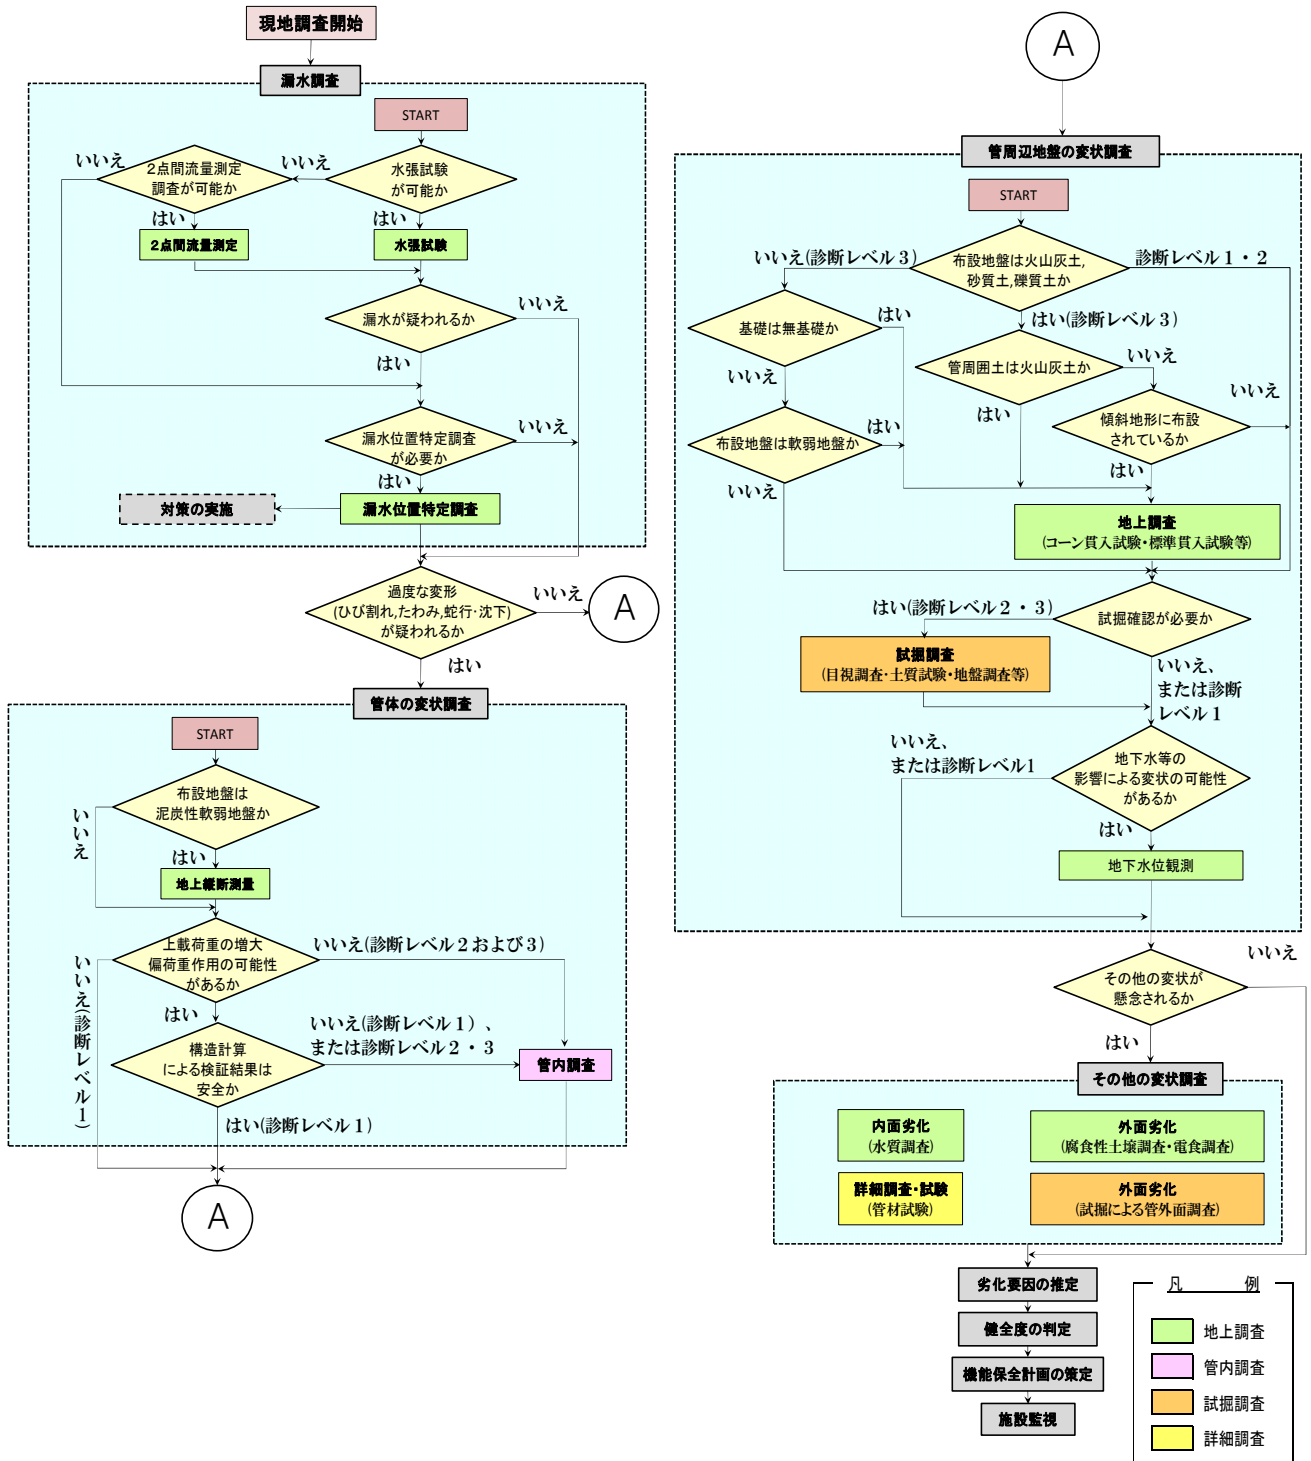 現地調査開始
漏水調査
START
水張試験
が可能か
いいえ
2点間流量測定
調査が可能か
いいえ
はい
はい
2点間流量測定
水張試験
漏水が疑われるか
いいえ
はい
漏水位置特定調査
が必要か
いいえ
はい
漏水位置特定調査
対策の実施
過度な変形
(ひび割れ,たわみ,蛇行・沈下)
が疑われるか
いいえ
A
はい
管体の変状調査
START
布設地盤は
泥炭性軟弱地盤か
いいえ
はい
地上縦断測量
上載荷重の増大
偏荷重作用の可能性
があるか
いいえ(診断レベル2および3)
いいえ(診断レベル1)
はい
構造計算
による検証結果は
安全か
いいえ(診断レベル1)、
または診断レベル2・3
管内調査
はい(診断レベル1)
A
A
管周辺地盤の変状調査
START
布設地盤は火山灰土,
砂質土,礫質土か
いいえ(診断レベル3)
診断レベル1・2
はい(診断レベル3)
基礎は無基礎か
はい
いいえ
管周囲土は火山灰土か
いいえ
はい
傾斜地形に布設
されているか
いいえ
はい
布設地盤は軟弱地盤か
はい
いいえ
地上調査
(コーン貫入試験・標準貫入試験等)
試掘確認が必要か
はい(診断レベル2・3)
試掘調査
(目視調査・土質試験・地盤調査等)
いいえ、
または診断
レベル1
地下水等の
影響による変状の可能性
があるか
いいえ、
または診断レベル1
はい
地下水位観測
その他の変状が
懸念されるか
いいえ
はい
その他の変状調査
内面劣化
(水質調査)
外面劣化
(腐食性土壌調査・電食調査)
詳細調査・試験
(管材試験)
外面劣化
(試掘による管外面調査)
劣化要因の推定
健全度の判定
機能保全計画の策定
施設監視
凡 例
地上調査
管内調査
試掘調査
詳細調査